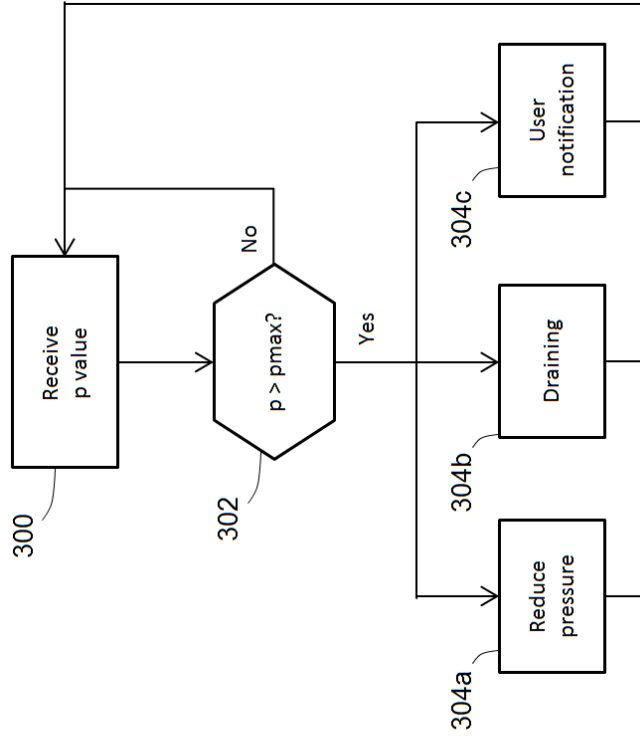 300
Receive
p value
302
p > pmax?
No
Yes
304a
Reduce
pressure
304b
Draining
304c
User
notification